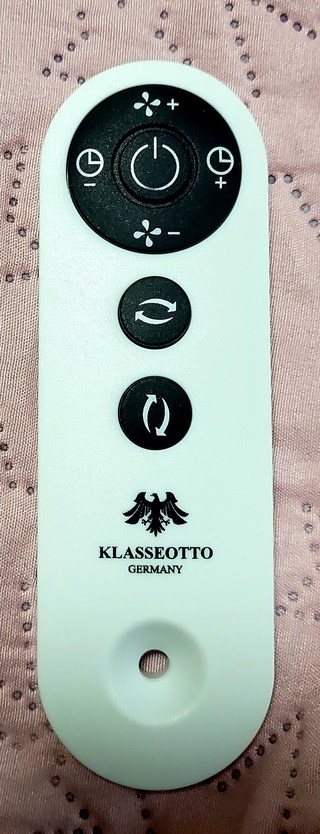 +
-
+
-
KLASSEOTTO
GERMANY